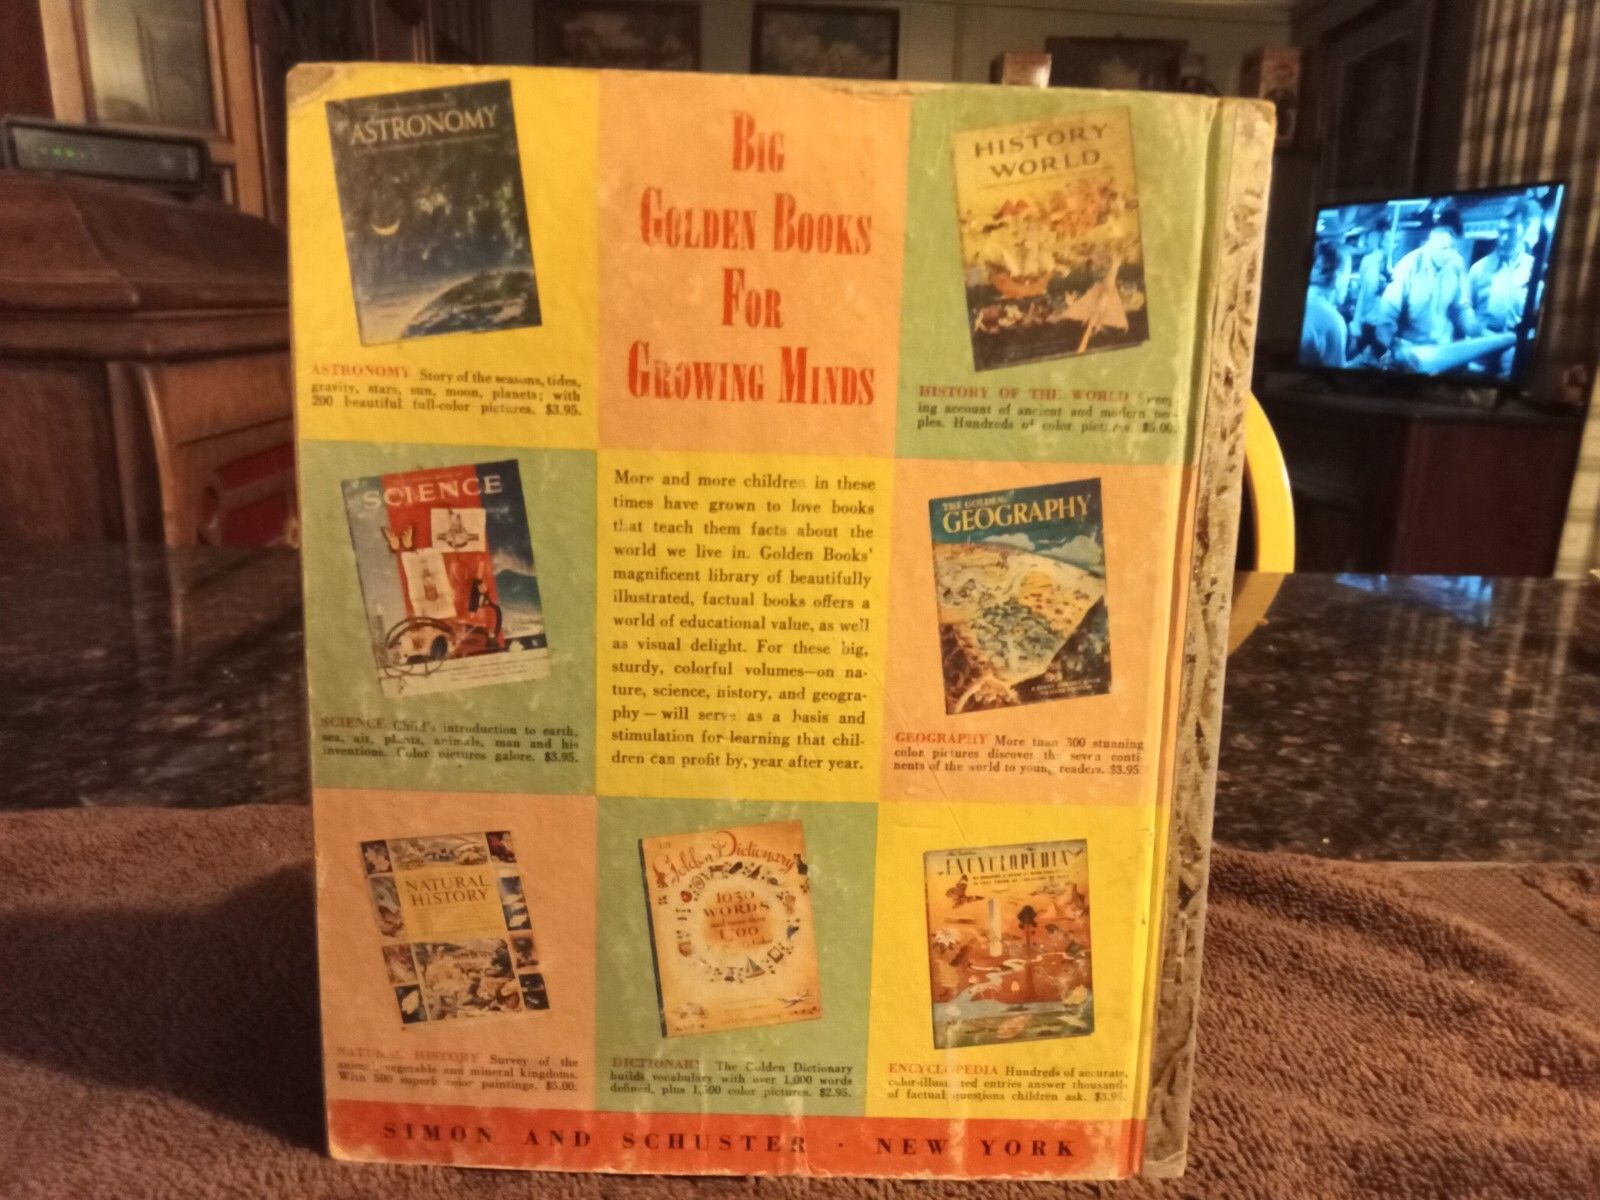 ASTRONOMY
ASTRONOMY Story of the seasons, tides,
gravity, stars, sun, moon, planets; with
200 beautiful full-color pictures. $3.95.
BIG
GOLDEN BOOKS
FOR
GROWING MINDS
HISTORY
WORLD
HISTORY OF THE WORLD
ing account of ancient and modern peo-
ples. Hundreds of color pictures. $5.00.
SCIENCE
SCIENCE Child's introduction to earth,
sea, air, plants, animals, man and his
inventions. Color pictures galore. $3.95.
More and more children in these
times have grown to love books
that teach them facts about the
world we live in. Golden Books'
magnificent library of beautifully
illustrated, factual books offers a
world of educational value, as well
as visual delight. For these big,
sturdy, colorful volumes—on na-
ture, science, history, and geogra-
phy—will serve as a basis and
stimulation for learning that chil-
dren can profit by, year after year.
THE GOLDEN
GEOGRAPHY
GEOGRAPHY More than 300 stunning
color pictures discover the seven conti-
nents of the world to young readers. $3.95
NATURAL
HISTORY
NATURAL HISTORY Survey of the
animal, vegetable and mineral kingdoms.
With 500 superb color paintings. $5.00.
Golden Dictionary
1030
WORDS
and more than
DICTIONARY The Golden Dictionary
builds vocabulary with over 1,000 words
defined, plus 1,500 color pictures. $2.95.
ENCYCLOPEDIA
ENCYCLOPEDIA Hundreds of accurate,
color-illustrated entries answer thousands
of factual questions children ask. $3.95.
SIMON AND SCHUSTER · NEW YORK